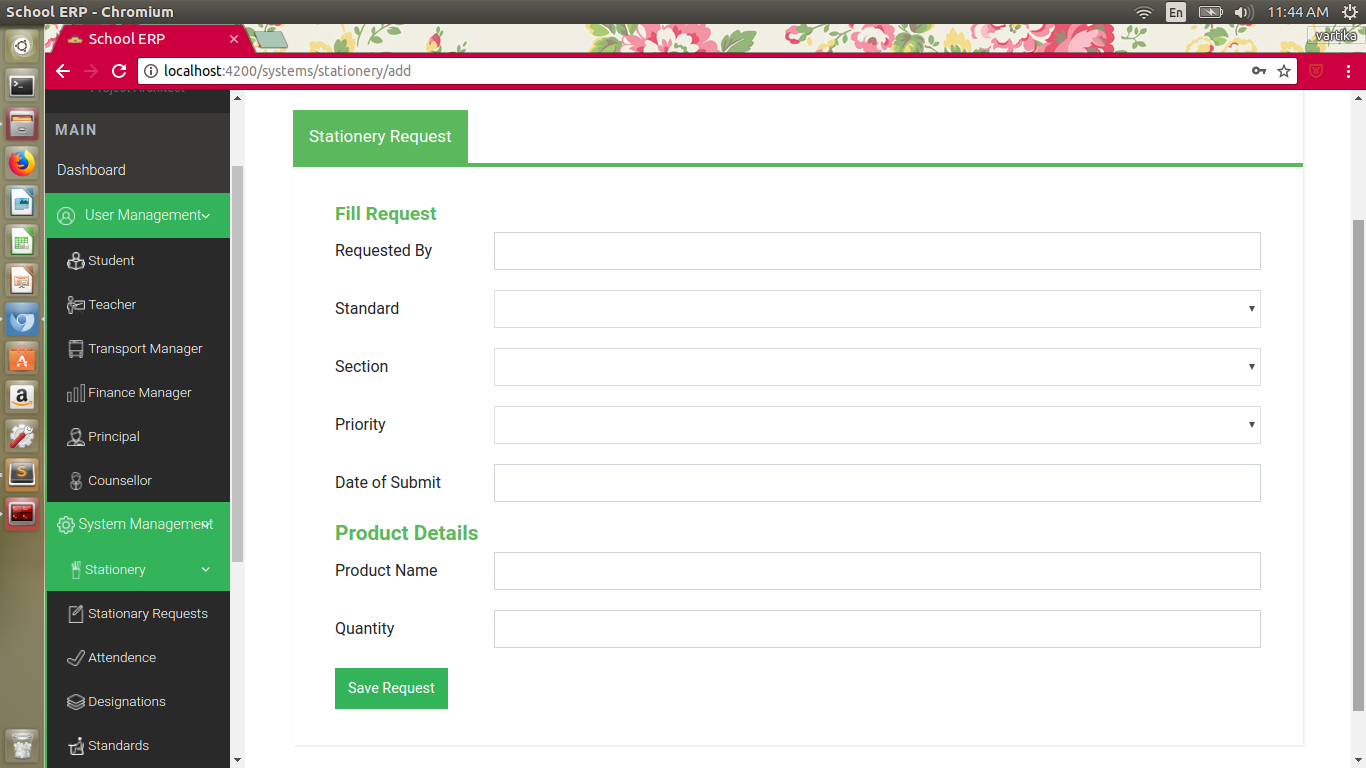 School ERP - Chromium
En
11:44 AM
School ERP
vartika
localhost:4200/systems/stationery/add
Project Architect
MAIN
Dashboard
User Management
Student
Teacher
Transport Manager
Finance Manager
Principal
Counsellor
System Management
Stationery
Stationary Requests
Attendence
Designations
Standards
Stationery Request
Fill Request
Requested By
Standard
Section
Priority
Date of Submit
Product Details
Product Name
Quantity
Save Request